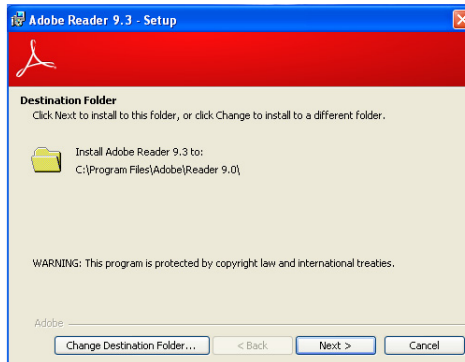 Adobe Reader 9.3 - Setup
Destination Folder
Click Next to install to this folder, or click Change to install to a different folder.
Install Adobe Reader 9.3 to:
C:\Program Files\Adobe\Reader 9.0\
WARNING: This program is protected by copyright law and international treaties.
Adobe
Change Destination Folder... < Back Next > Cancel